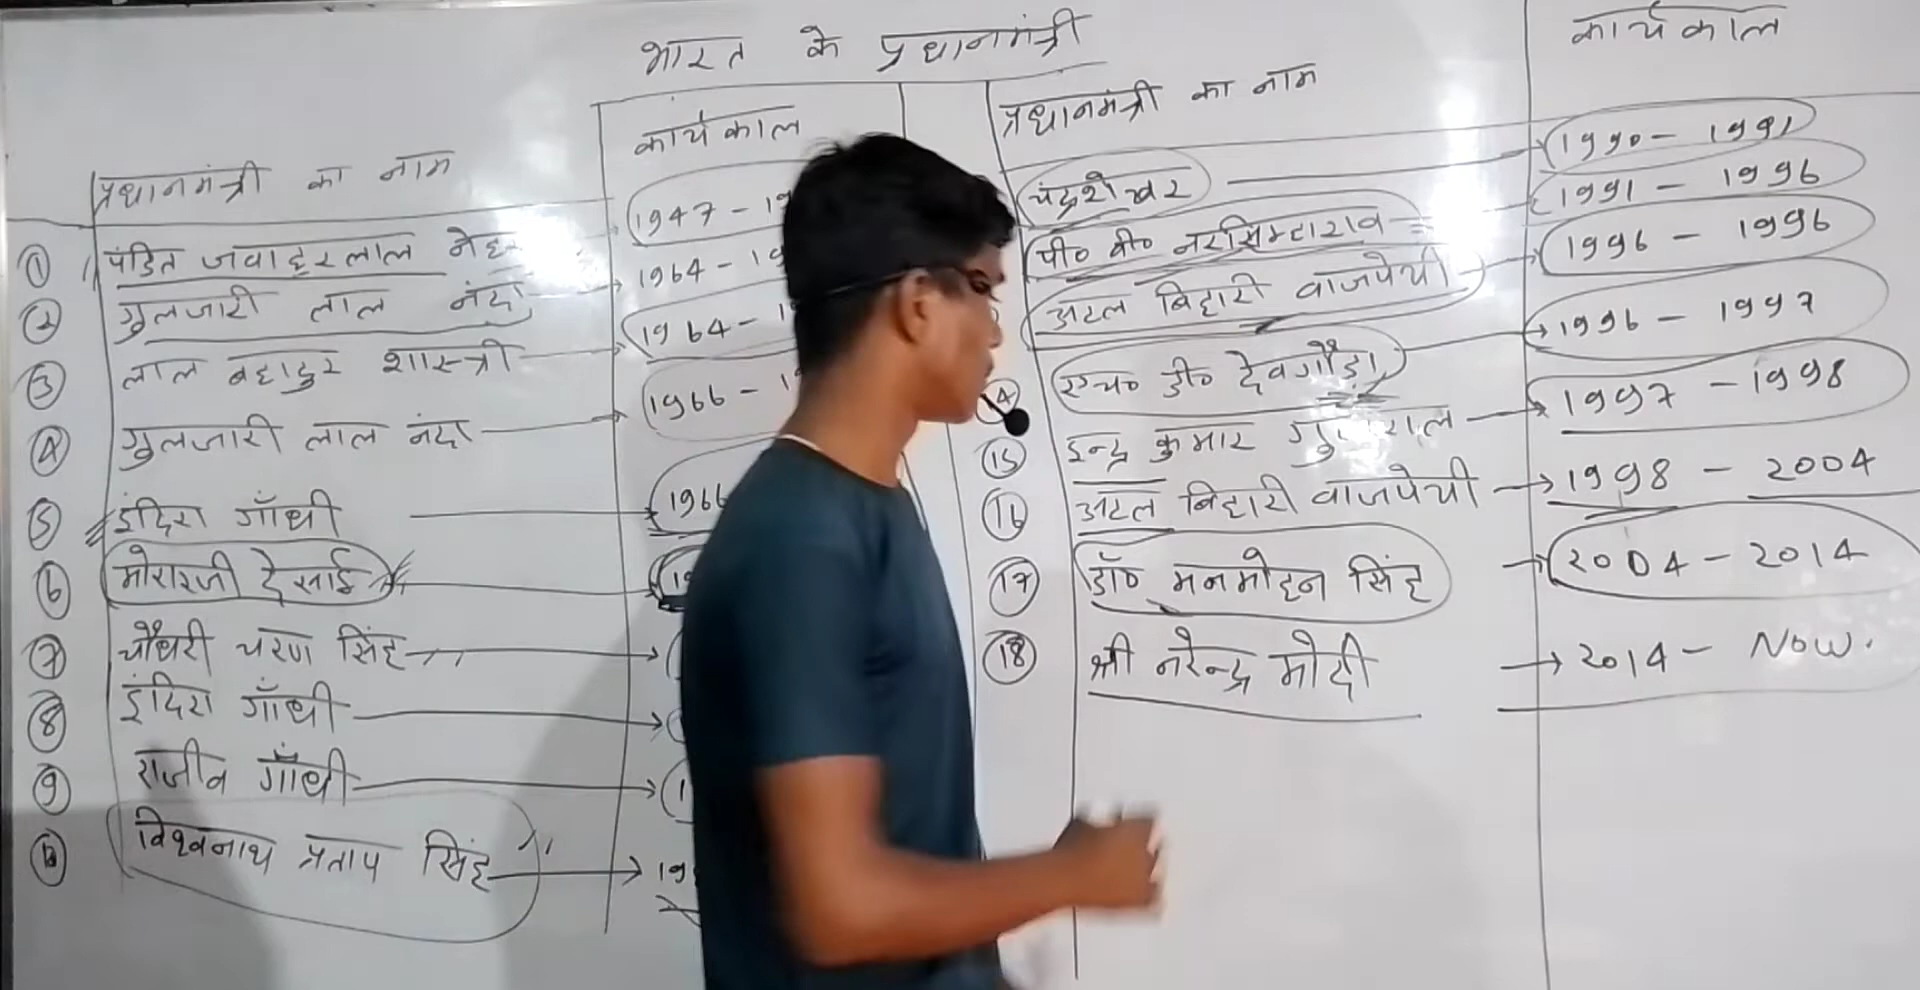 भारत के प्रधानमंत्री
प्रधानमंत्री का नाम कार्यकाल
① पंडित जवाहरलाल 1947 -
② गुलजारी लाल नंदा 1964 -
③ लाल बहादुर शास्त्री 1964 -
④ गुलजारी लाल नंदा 1966 -
⑤ इंदिरा गाँधी 1966
⑥ मोरारजी देसाई
⑦ चौधरी चरण सिंह
⑧ इंदिरा गाँधी
⑨ राजीव गाँधी
⑩ विश्वनाथ प्रताप सिंह
प्रधानमंत्री का नाम कार्यकाल
चंद्रशेखर 1990 - 1991
पी० वी० नरसिम्हाराव 1991 - 1996
अटल बिहारी वाजपेयी 1996 - 1996
एच० डी० देवगौड़ा 1996 - 1997
⑮ इन्द्र कुमार 1997 - 1998
⑯ अटल बिहारी वाजपेयी 1998 - 2004
⑰ डॉ० मनमोहन सिंह 2004 - 2014
⑱ श्री नरेन्द्र मोदी 2014 - Now.